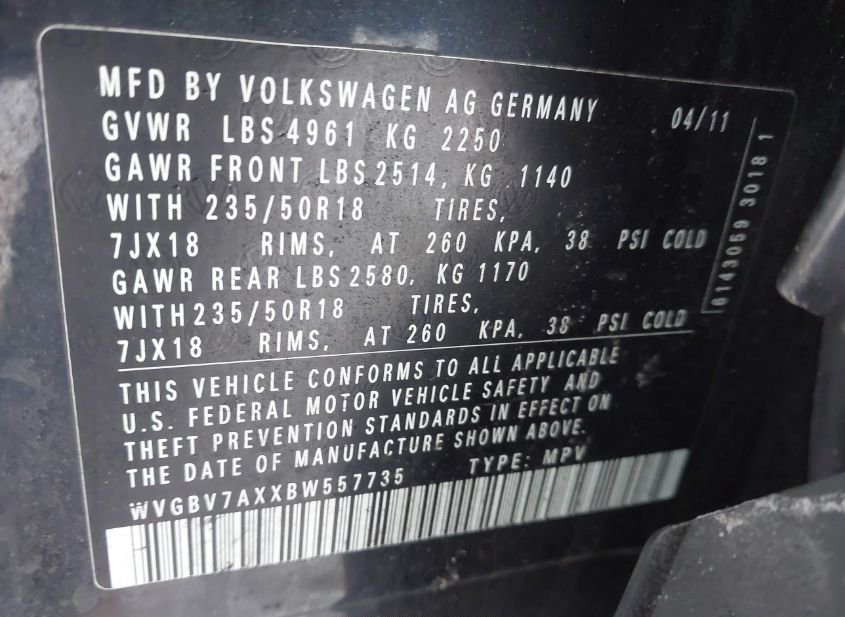 MFD BY VOLKSWAGEN AG GERMANY 04/11
GVWR LBS 4961 KG 2250
GAWR FRONT LBS 2514, KG 1140
WITH 235/50R18 TIRES,
7JX18 RIMS, AT 260 KPA, 38 PSI COLD
GAWR REAR LBS 2580, KG 1170
WITH 235/50R18 TIRES,
7JX18 RIMS, AT 260 KPA, 38 PSI COLD
THIS VEHICLE CONFORMS TO ALL APPLICABLE
U.S. FEDERAL MOTOR VEHICLE SAFETY AND
THEFT PREVENTION STANDARDS IN EFFECT ON
THE DATE OF MANUFACTURE SHOWN ABOVE.
WVGBV7AXXBW557735 TYPE: MPV
6143059 3018 1